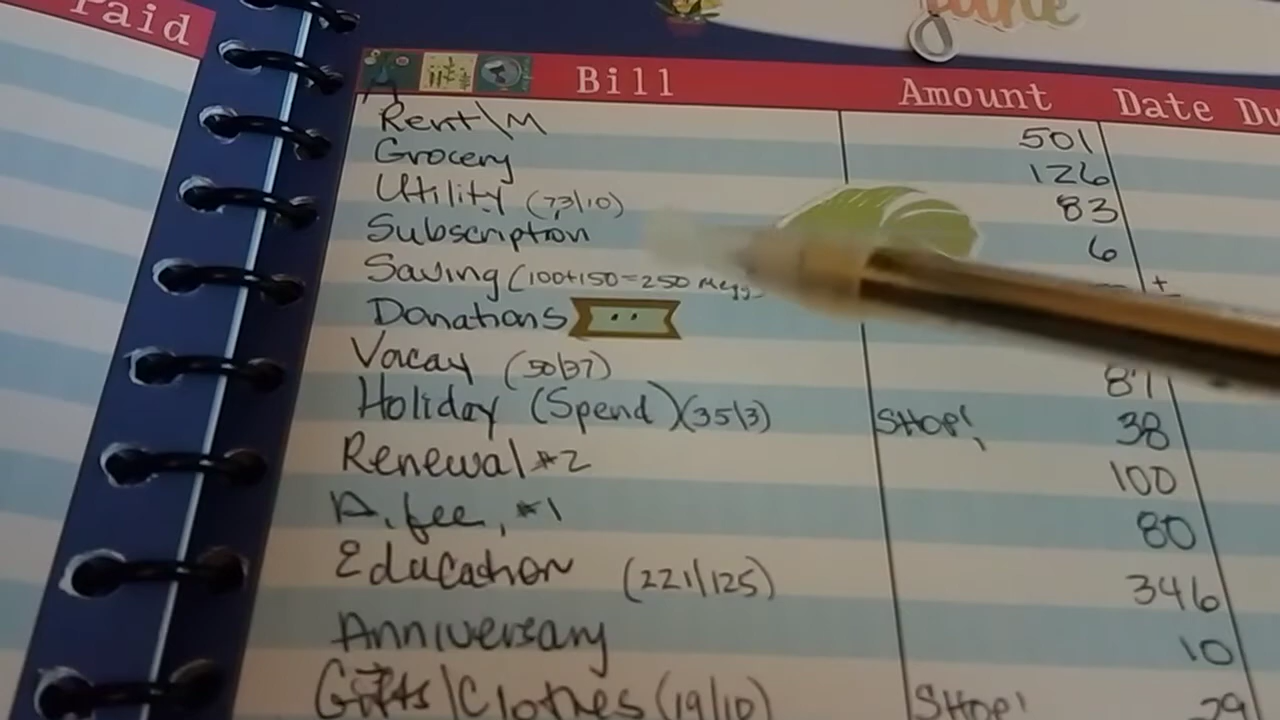 Paid
June
Bill Amount Date Du
Rent\M 501
Grocery 126
Utility (73\10) 83
Subscription 6
Saving (100+150=250 +
Donations
Vacay (50\37) 87
Holiday (Spend)(35\3) SHOP! 38
Renewal *2 100
A. fee, *1 80
Education (221/125) 346
Anniversary 10
Gifts/Clothes (19/10) SHOP! 29